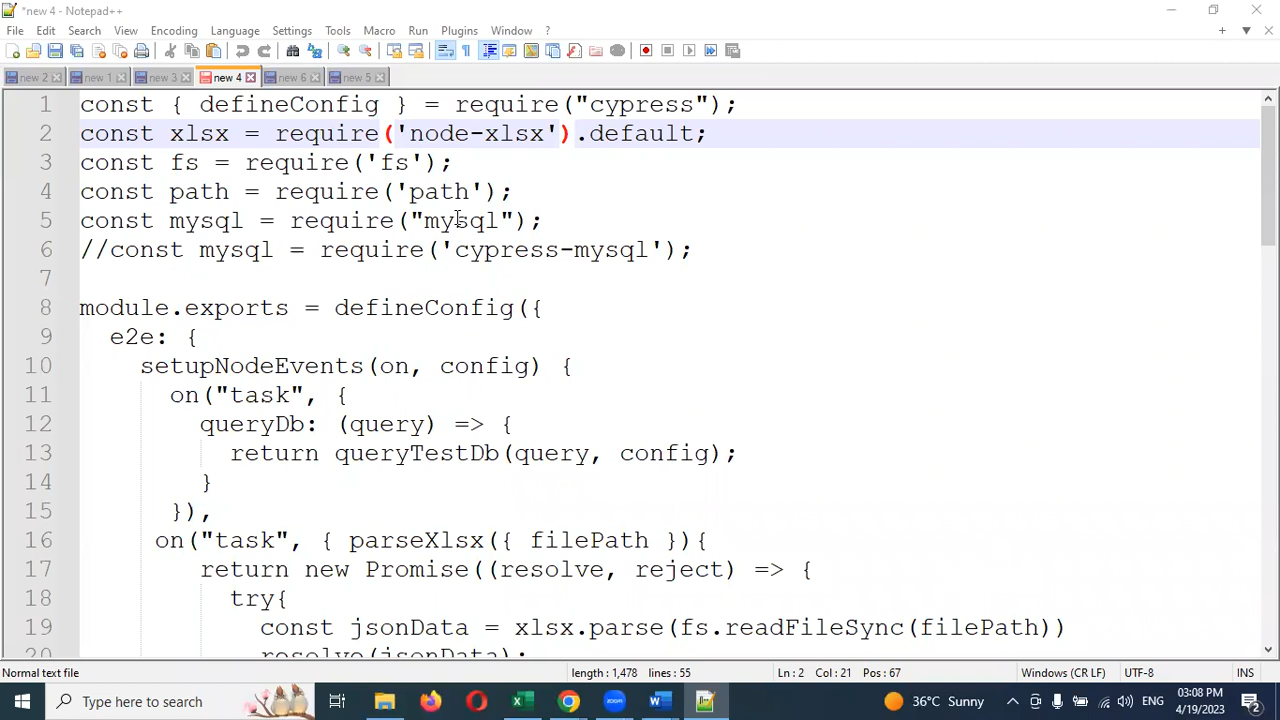 *new 4 - Notepad++
File Edit Search View Encoding Language Settings Tools Macro Run Plugins Window ?
new 2 new 1 new 3 new 4 new 6 new 5
1 const { defineConfig } = require("cypress");
2 const xlsx = require('node-xlsx').default;
3 const fs = require('fs');
4 const path = require('path');
5 const mysql = require("mysql");
6 //const mysql = require('cypress-mysql');
7
8 module.exports = defineConfig({
9 e2e: {
10 setupNodeEvents(on, config) {
11 on("task", {
12 queryDb: (query) => {
13 return queryTestDb(query, config);
14 }
15 }),
16 on("task", { parseXlsx({ filePath }){
17 return new Promise((resolve, reject) => {
18 try{
19 const jsonData = xlsx.parse(fs.readFileSync(filePath))
20 resolve(jsonData);
Normal text file length : 1,478 lines : 55 Ln : 2 Col : 21 Pos : 67 Windows (CR LF) UTF-8 INS
Type here to search 36°C Sunny ENG 03:08 PM
4/19/2023 2